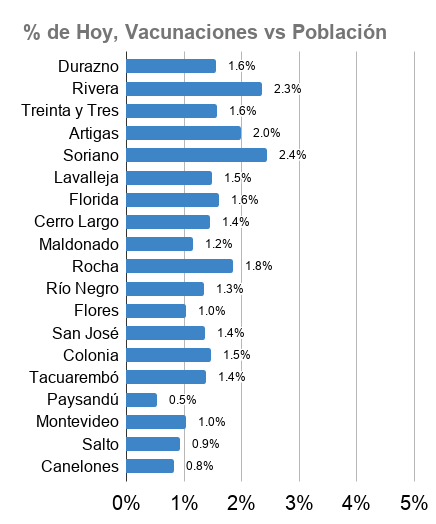 % de Hoy, Vacunaciones vs Población
Durazno 1.6%
Rivera 2.3%
Treinta y Tres 1.6%
Artigas 2.0%
Soriano 2.4%
Lavalleja 1.5%
Florida 1.6%
Cerro Largo 1.4%
Maldonado 1.2%
Rocha 1.8%
Río Negro 1.3%
Flores 1.0%
San José 1.4%
Colonia 1.5%
Tacuarembó 1.4%
Paysandú 0.5%
Montevideo 1.0%
Salto 0.9%
Canelones 0.8%
0% 1% 2% 3% 4% 5%